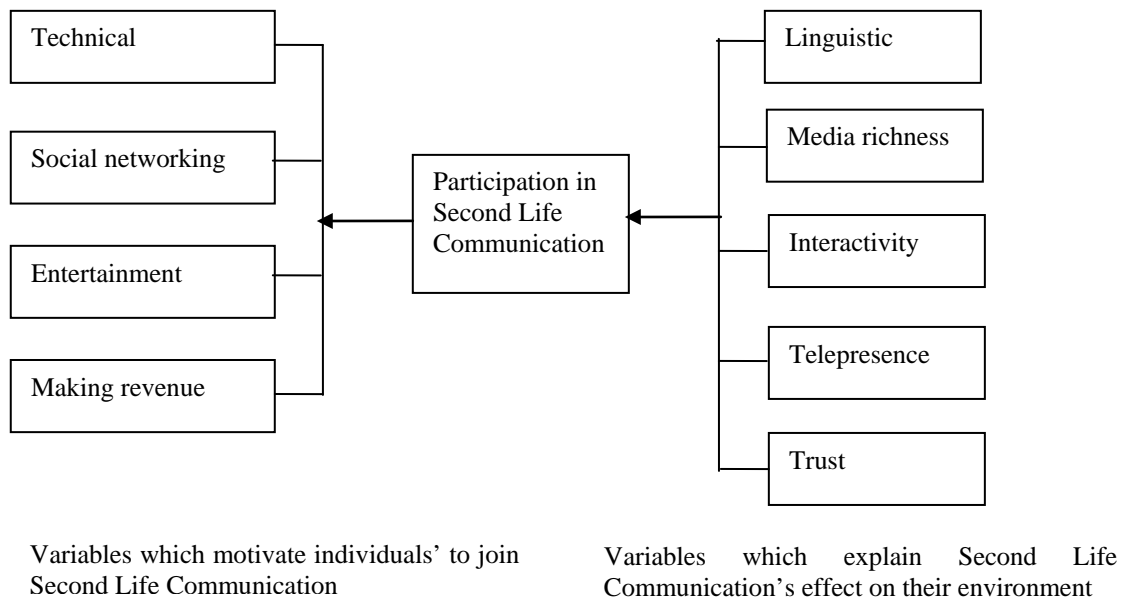 Technical
Social networking
Entertainment
Making revenue
Participation in
Second Life
Communication
Linguistic
Media richness
Interactivity
Telepresence
Trust
Variables which motivate individuals’ to join
Second Life Communication
Variables which explain Second Life
Communication’s effect on their environment